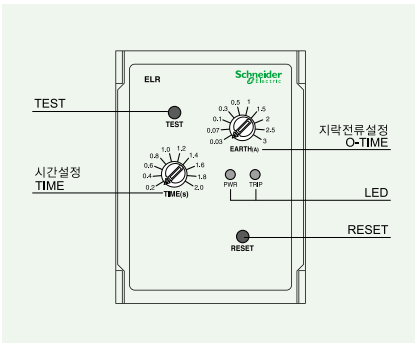 ELR
Schneider
Electric
TEST
TEST
0.03
0.07
0.1
0.3
0.5
1
1.5
2
2.5
3
EARTH(A)
지락전류설정
O-TIME
시간설정
TIME
0.2
0.4
0.6
0.8
1.0
1.2
1.4
1.6
1.8
2.0
TIME(s)
PWR
TRIP
LED
RESET
RESET